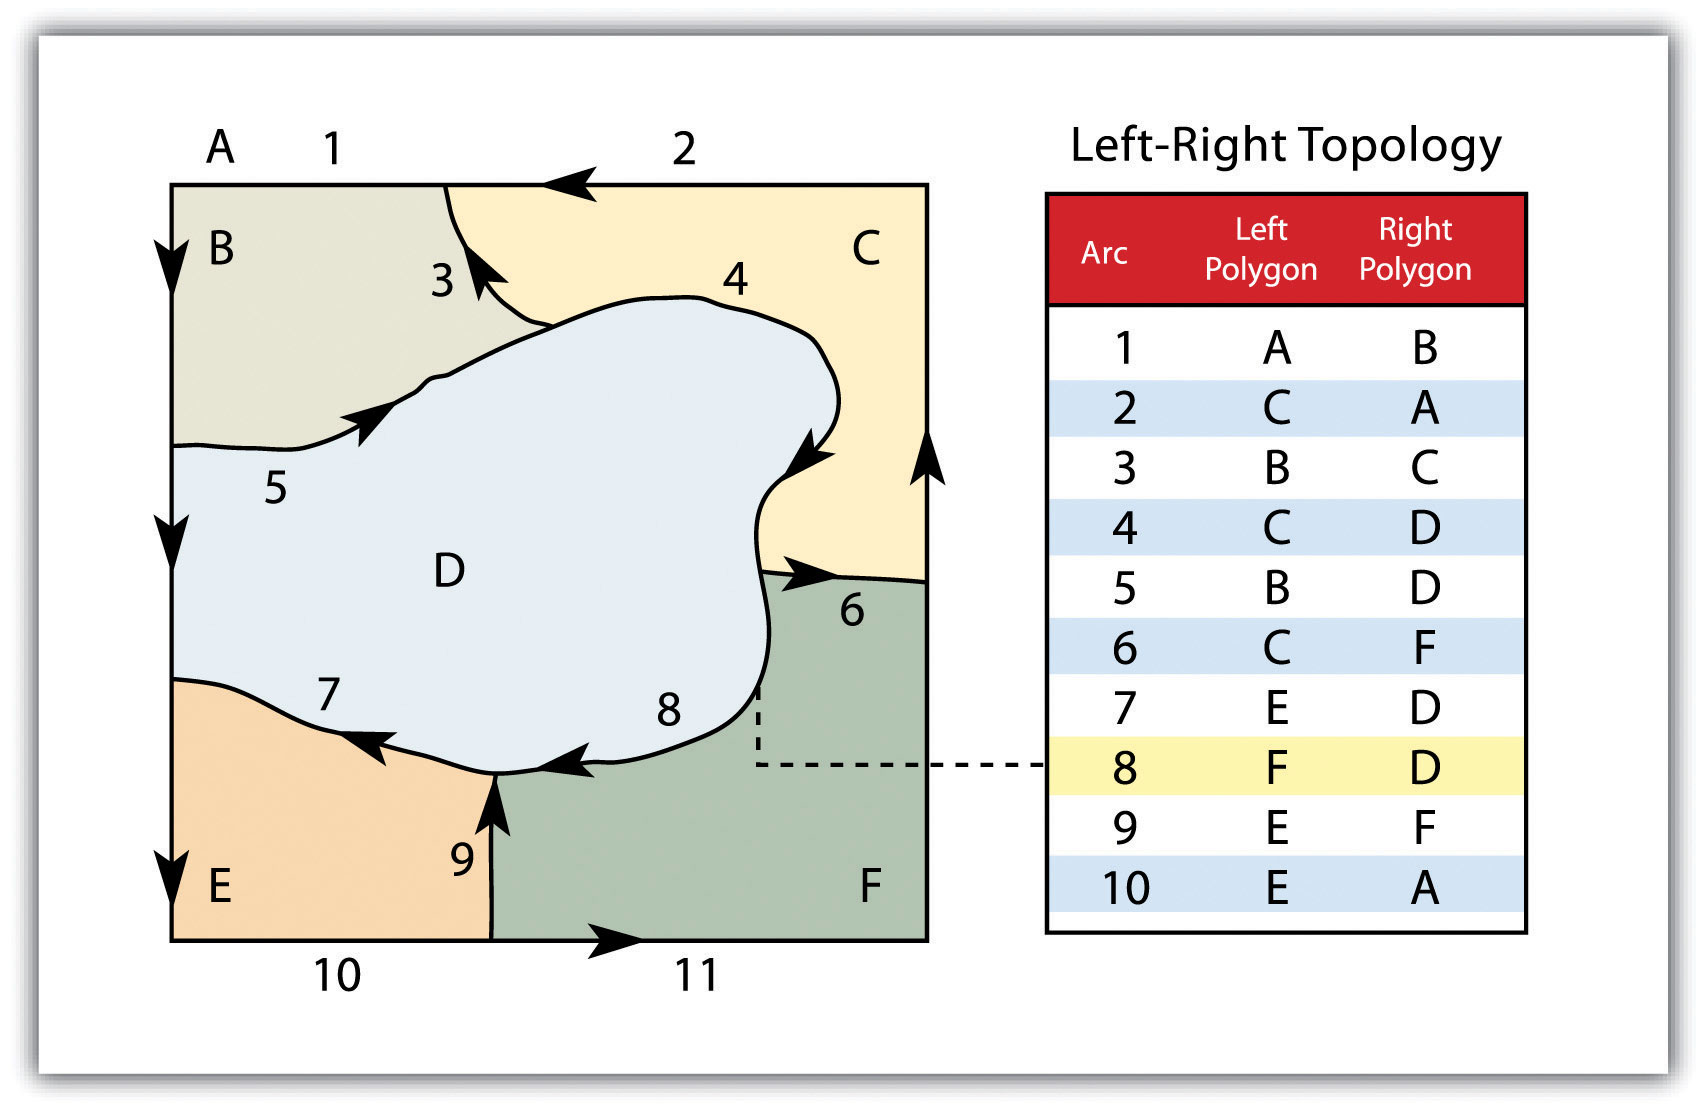 A 1 2
B 3 4 C
5
D
6
7 8
9
E F
10 11
Left-Right Topology
Arc Left Polygon Right Polygon
1 A B
2 C A
3 B C
4 C D
5 B D
6 C F
7 E D
8 F D
9 E F
10 E A